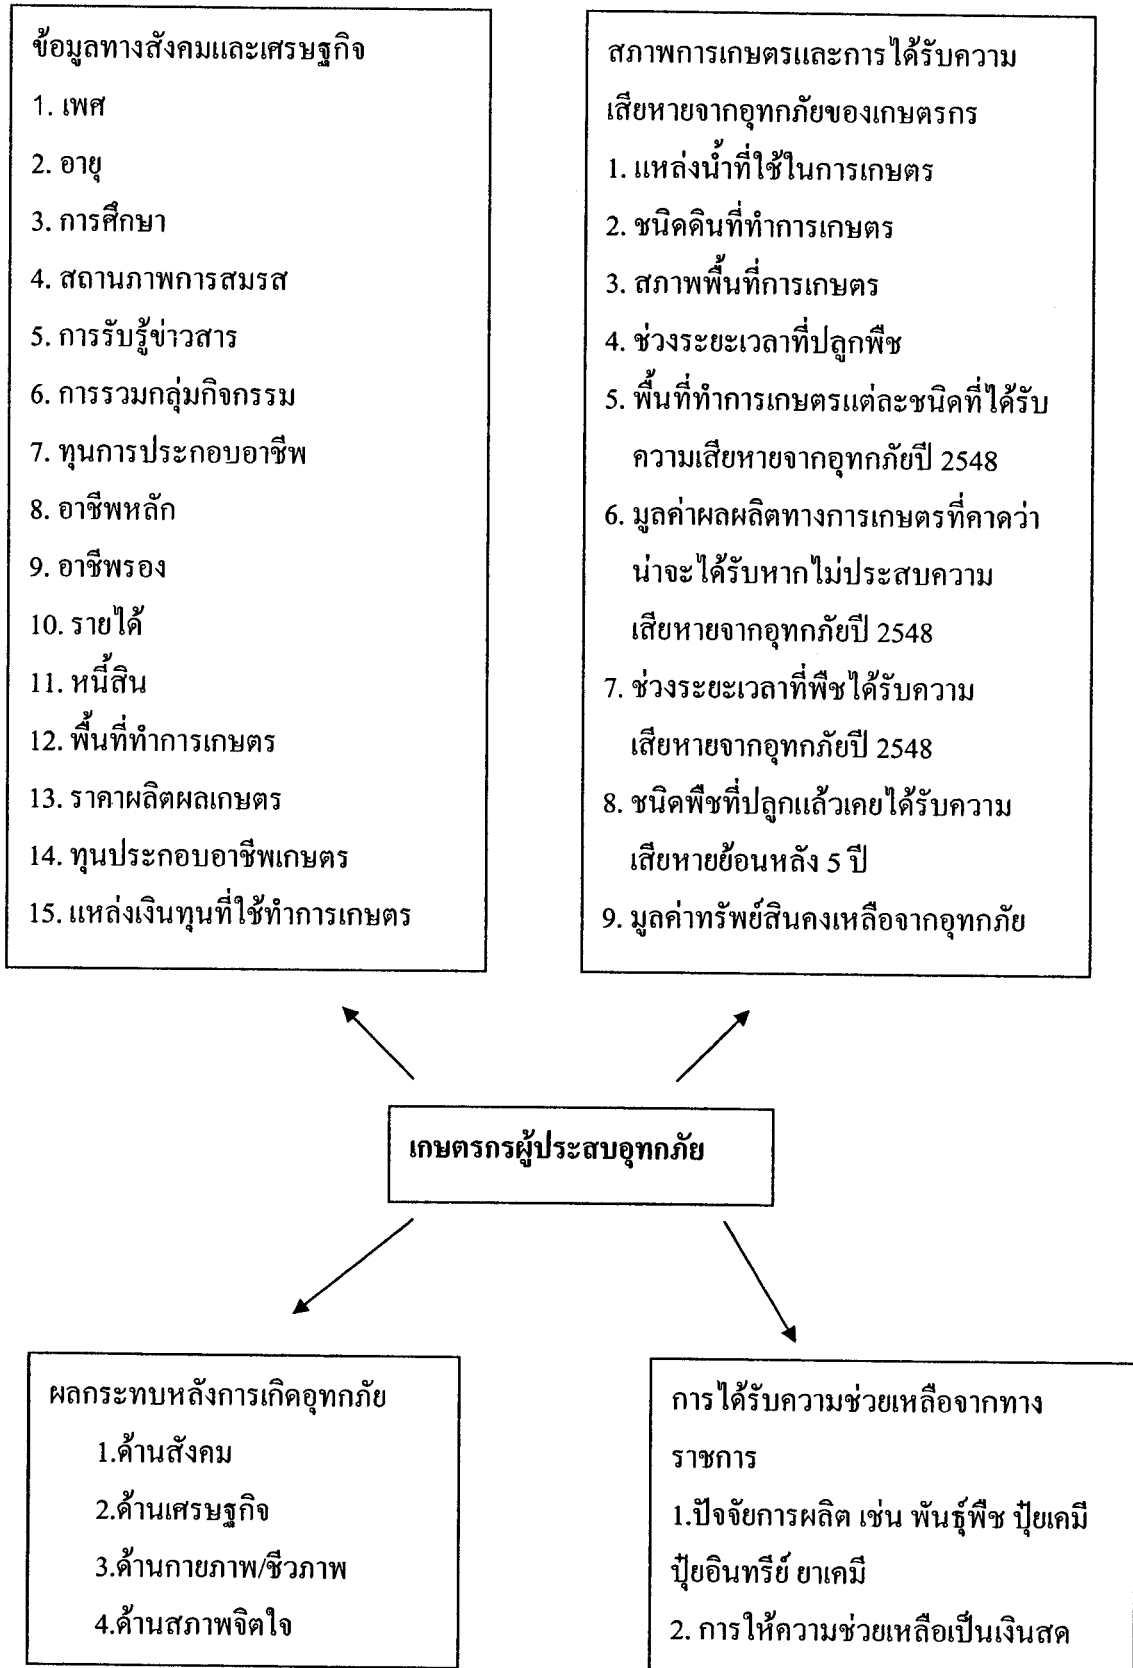 ข้อมูลทางสังคมและเศรษฐกิจ
1. เพศ
2. อายุ
3. การศึกษา
4. สถานภาพการสมรส
5. การรับรู้ข่าวสาร
6. การรวมกลุ่มกิจกรรม
7. ทุนการประกอบอาชีพ
8. อาชีพหลัก
9. อาชีพรอง
10. รายได้
11. หนี้สิน
12. พื้นที่ทำการเกษตร
13. ราคาผลิตผลเกษตร
14. ทุนประกอบอาชีพเกษตร
15. แหล่งเงินทุนที่ใช้ทำการเกษตร
สภาพการเกษตรและการได้รับความ
เสียหายจากอุทกภัยของเกษตรกร
1. แหล่งน้ำที่ใช้ในการเกษตร
2. ชนิดดินที่ทำการเกษตร
3. สภาพพื้นที่การเกษตร
4. ช่วงระยะเวลาที่ปลูกพืช
5. พื้นที่ทำการเกษตรแต่ละชนิดที่ได้รับ
ความเสียหายจากอุทกภัยปี 2548
6. มูลค่าผลผลิตทางการเกษตรที่คาดว่า
น่าจะได้รับหากไม่ประสบความ
เสียหายจากอุทกภัยปี 2548
7. ช่วงระยะเวลาที่พืชได้รับความ
เสียหายจากอุทกภัยปี 2548
8. ชนิดพืชที่ปลูกแล้วเคยได้รับความ
เสียหายย้อนหลัง 5 ปี
9. มูลค่าทรัพย์สินคงเหลือจากอุทกภัย
เกษตรกรผู้ประสบอุทกภัย
ผลกระทบหลังการเกิดอุทกภัย
1.ด้านสังคม
2.ด้านเศรษฐกิจ
3.ด้านกายภาพ/ชีวภาพ
4.ด้านสภาพจิตใจ
การได้รับความช่วยเหลือจากทาง
ราชการ
1.ปัจจัยการผลิต เช่น พันธุ์พืช ปุ๋ยเคมี
ปุ๋ยอินทรีย์ ยาเคมี
2. การให้ความช่วยเหลือเป็นเงินสด